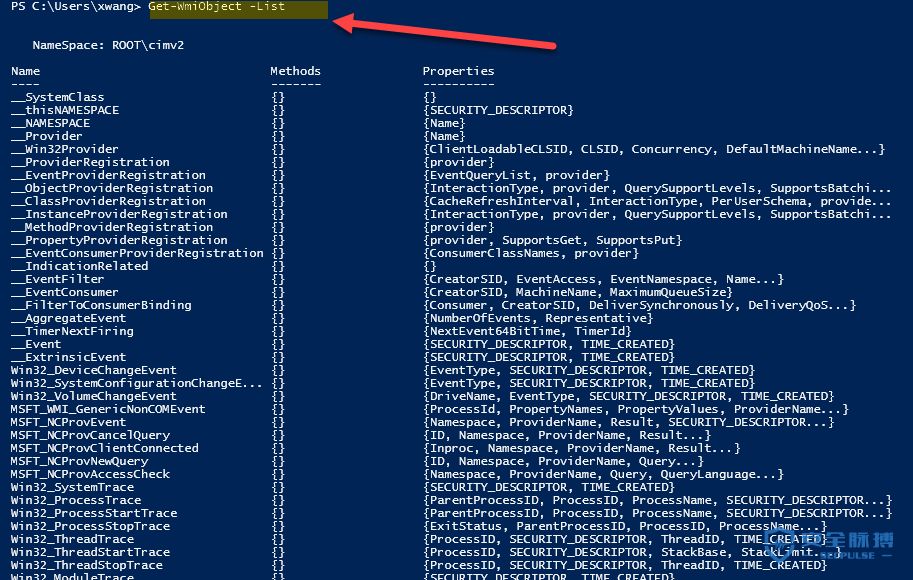 PS C:\Users\xwang> Get-WmiObject -List
NameSpace: ROOT\cimv2
Name Methods Properties
---- ------- ----------
__SystemClass {} {}
__thisNAMESPACE {} {SECURITY_DESCRIPTOR}
__NAMESPACE {} {Name}
__Provider {} {Name}
__Win32Provider {} {ClientLoadableCLSID, CLSID, Concurrency, DefaultMachineName...}
__ProviderRegistration {} {provider}
__EventProviderRegistration {} {EventQueryList, provider}
__ObjectProviderRegistration {} {InteractionType, provider, QuerySupportLevels, SupportsBatchi...
__ClassProviderRegistration {} {CacheRefreshInterval, InteractionType, PerUserSchema, provide...
__InstanceProviderRegistration {} {InteractionType, provider, QuerySupportLevels, SupportsBatchi...
__MethodProviderRegistration {} {provider}
__PropertyProviderRegistration {} {provider, SupportsGet, SupportsPut}
__EventConsumerProviderRegistration {} {ConsumerClassNames, provider}
__IndicationRelated {} {}
__EventFilter {} {CreatorSID, EventAccess, EventNamespace, Name...}
__EventConsumer {} {CreatorSID, MachineName, MaximumQueueSize}
__FilterToConsumerBinding {} {Consumer, CreatorSID, DeliverSynchronously, DeliveryQoS...}
__AggregateEvent {} {NumberOfEvents, Representative}
__TimerNextFiring {} {NextEvent64BitTime, TimerId}
__Event {} {SECURITY_DESCRIPTOR, TIME_CREATED}
__ExtrinsicEvent {} {SECURITY_DESCRIPTOR, TIME_CREATED}
Win32_DeviceChangeEvent {} {EventType, SECURITY_DESCRIPTOR, TIME_CREATED}
Win32_SystemConfigurationChangeE... {} {EventType, SECURITY_DESCRIPTOR, TIME_CREATED}
Win32_VolumeChangeEvent {} {DriveName, EventType, SECURITY_DESCRIPTOR, TIME_CREATED}
MSFT_WMI_GenericNonCOMEvent {} {ProcessId, PropertyNames, PropertyValues, ProviderName...}
MSFT_NCProvEvent {} {Namespace, ProviderName, Result, SECURITY_DESCRIPTOR...}
MSFT_NCProvCancelQuery {} {ID, Namespace, ProviderName, Result...}
MSFT_NCProvClientConnected {} {Inproc, Namespace, ProviderName, Result...}
MSFT_NCProvNewQuery {} {ID, Namespace, ProviderName, Query...}
MSFT_NCProvAccessCheck {} {Namespace, ProviderName, Query, QueryLanguage...}
Win32_SystemTrace {} {SECURITY_DESCRIPTOR, TIME_CREATED}
Win32_ProcessTrace {} {ParentProcessID, ProcessID, ProcessName, SECURITY_DESCRIPTOR...}
Win32_ProcessStartTrace {} {ParentProcessID, ProcessID, ProcessName, SECURITY_DESCRIPTOR...}
Win32_ProcessStopTrace {} {ExitStatus, ParentProcessID, ProcessID, ProcessName...}
Win32_ThreadTrace {} {ProcessID, SECURITY_DESCRIPTOR, ThreadID, TIME_CREATED}
Win32_ThreadStartTrace {} {ProcessID, SECURITY_DESCRIPTOR, StackBase, StackLimit...}
Win32_ThreadStopTrace {} {ProcessID, SECURITY_DESCRIPTOR, ThreadID, TIME_CREATED}
Win32_ModuleTrace {} {SECURITY_DESCRIPTOR, TIME_CREATED}
安全脉搏
SECPULSE